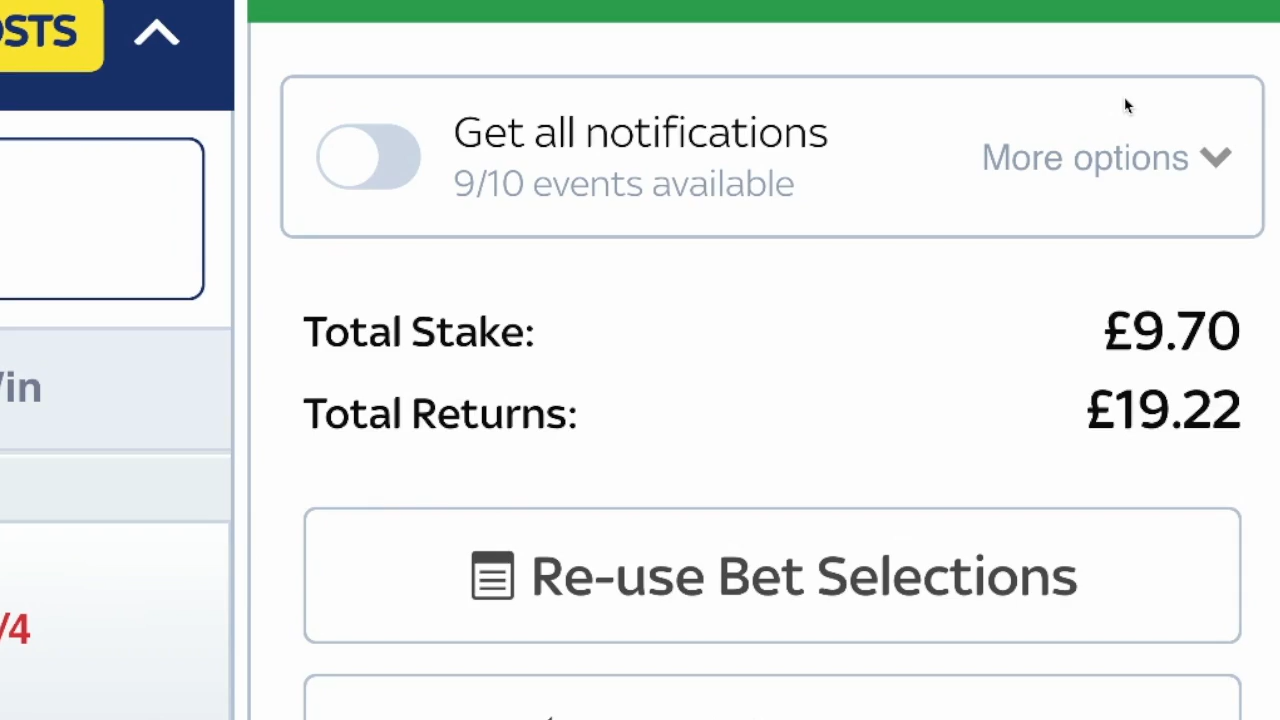 Get all notifications
9/10 events available
More options
Total Stake: £9.70
Total Returns: £19.22
Re-use Bet Selections
/4